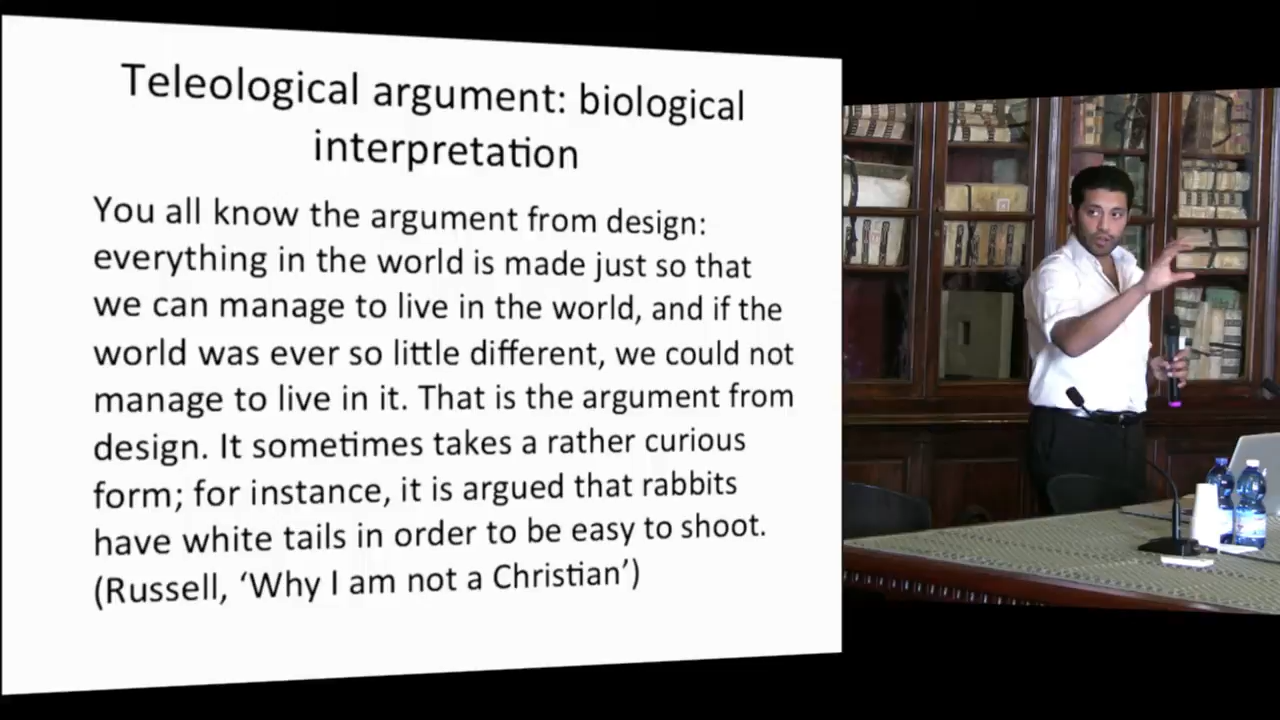 Teleological argument: biological
interpretation
You all know the argument from design:
everything in the world is made just so that
we can manage to live in the world, and if the
world was ever so little different, we could not
manage to live in it. That is the argument from
design. It sometimes takes a rather curious
form; for instance, it is argued that rabbits
have white tails in order to be easy to shoot.
(Russell, ‘Why I am not a Christian’)